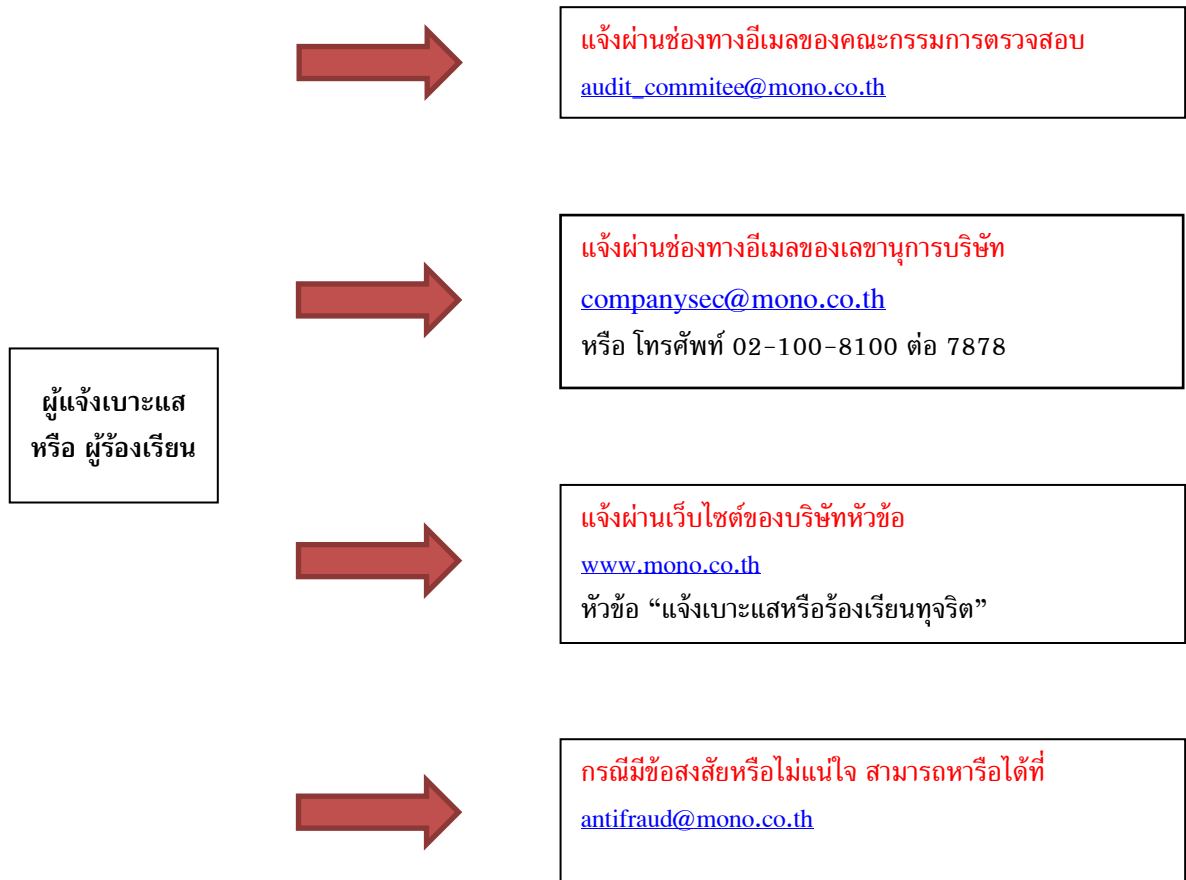 แจ้งผ่านช่องทางอีเมลของคณะกรรมการตรวจสอบ
audit_commitee@mono.co.th
แจ้งผ่านช่องทางอีเมลของเลขานุการบริษัท
companysec@mono.co.th
หรือ โทรศัพท์ 02-100-8100 ต่อ 7878
ผู้แจ้งเบาะแส
หรือ ผู้ร้องเรียน
แจ้งผ่านเว็บไซต์ของบริษัทหัวข้อ
www.mono.co.th
หัวข้อ “แจ้งเบาะแสหรือร้องเรียนทุจริต”
กรณีมีข้อสงสัยหรือไม่แน่ใจ สามารถหารือได้ที่
antifraud@mono.co.th